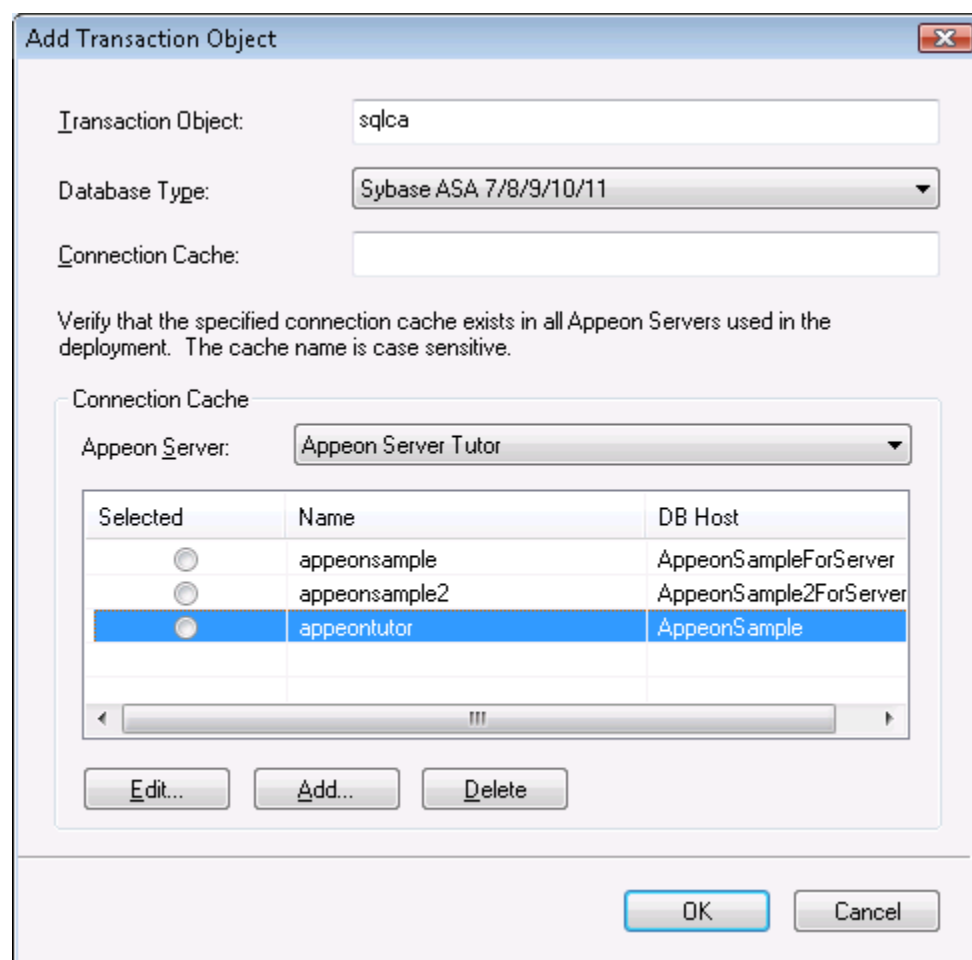 Add Transaction Object
Transaction Object: sqlca
Database Type: Sybase ASA 7/8/9/10/11
Connection Cache:
Verify that the specified connection cache exists in all Appeon Servers used in the
deployment. The cache name is case sensitive.
Connection Cache
Appeon Server: Appeon Server Tutor
Selected Name DB Host
appeonsample AppeonSampleForServer
appeonsample2 AppeonSample2ForServer
appeontutor AppeonSample
Edit... Add... Delete
OK Cancel